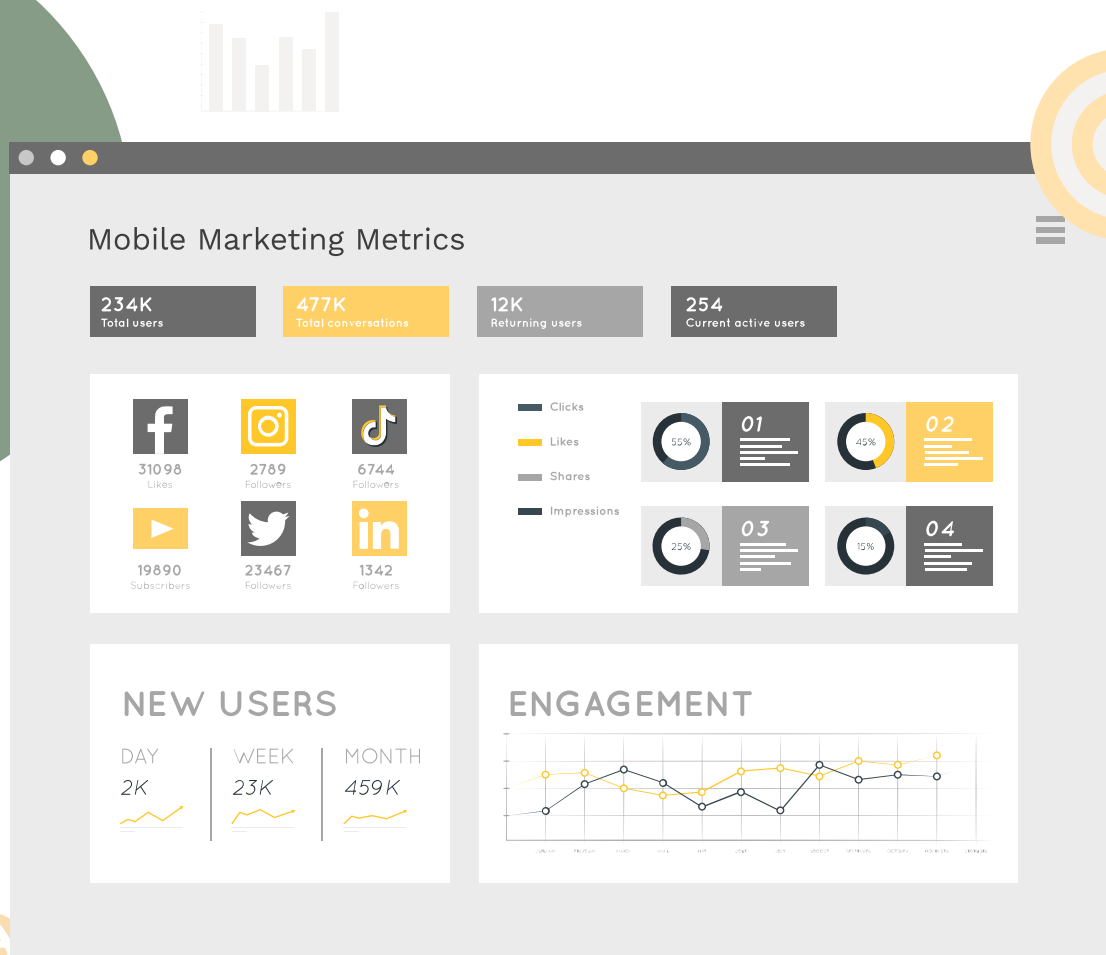 Mobile Marketing Metrics
234K
Total users
477K
Total conversations
12K
Returning users
254
Current active users
31098
Likes
2789
Followers
6744
Followers
19890
Subscribers
23467
Followers
1342
Followers
Clicks
Likes
Shares
Impressions
55%
01
45%
02
25%
03
15%
04
NEW USERS
DAY
2K
WEEK
23K
MONTH
459K
ENGAGEMENT